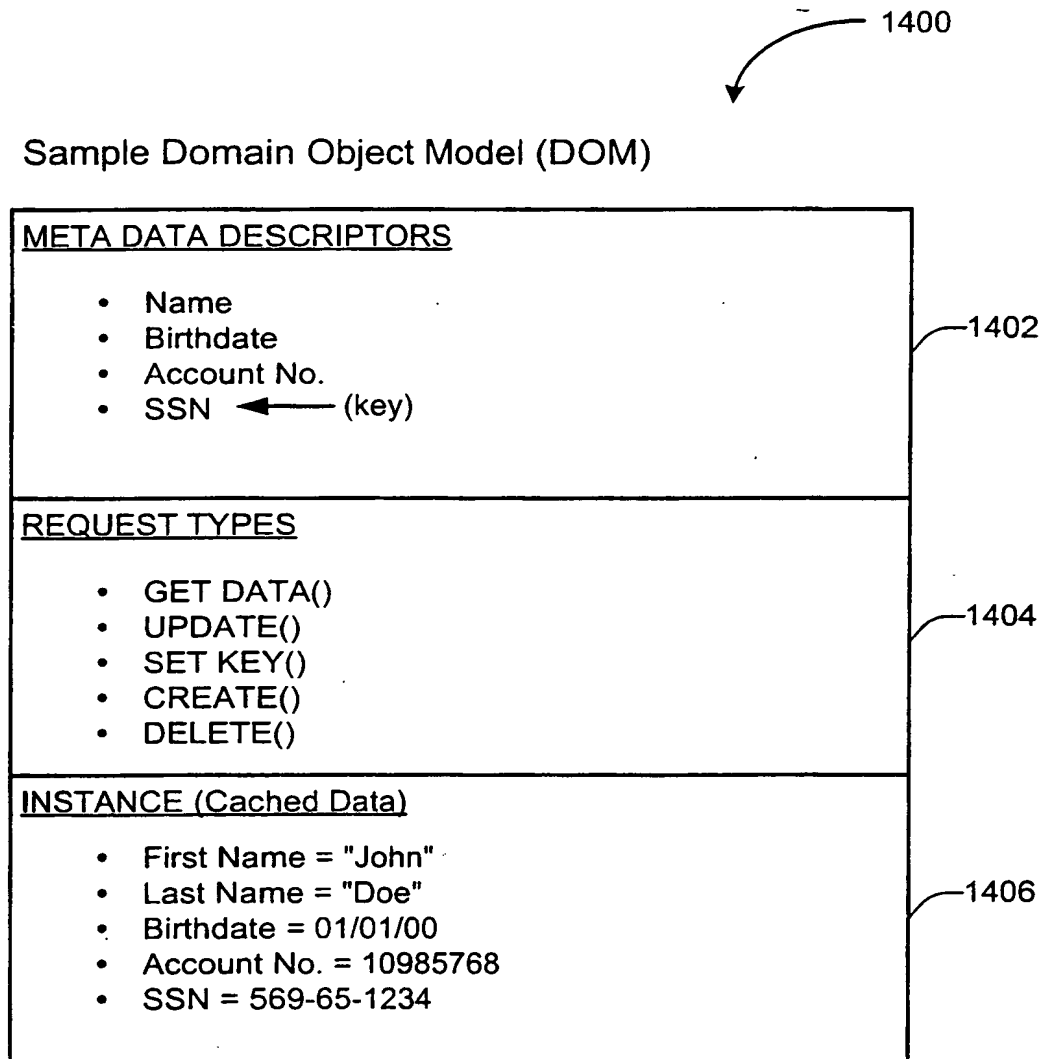 1400
Sample Domain Object Model (DOM)
META DATA DESCRIPTORS
• Name
• Birthdate
• Account No.
• SSN (key)
1402
REQUEST TYPES
• GET DATA()
• UPDATE()
• SET KEY()
• CREATE()
• DELETE()
1404
INSTANCE (Cached Data)
• First Name = "John"
• Last Name = "Doe"
• Birthdate = 01/01/00
• Account No. = 10985768
• SSN = 569-65-1234
1406